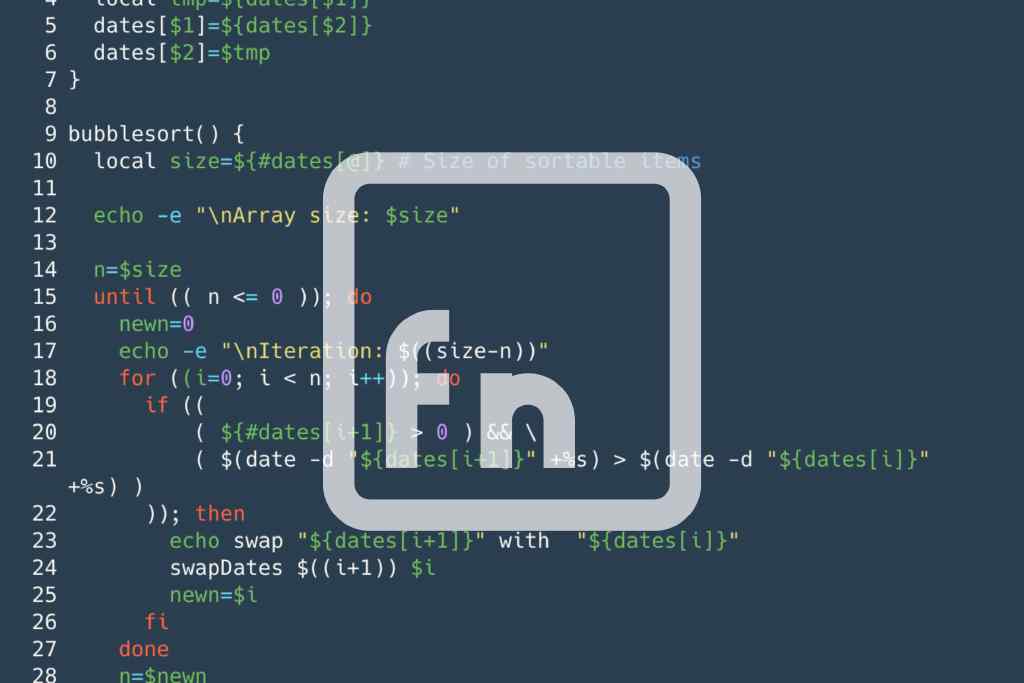 4   local tmp=${dates[$1]}
5   dates[$1]=${dates[$2]}
6   dates[$2]=$tmp
7 }
8
9 bubblesort() {
10   local size=${#dates[@]} # Size of sortable items
11
12   echo -e "\nArray size: $size"
13
14   n=$size
15   until (( n <= 0 )); do
16     newn=0
17     echo -e "\nIteration: $((size-n))"
18     for ((i=0; i < n; i++)); do
19       if ((
20           ( ${#dates[i+1]} > 0 ) && \
21           ( $(date -d "${dates[i+1]}" +%s) > $(date -d "${dates[i]}"
+%s) )
22       )); then
23         echo swap "${dates[i+1]}" with  "${dates[i]}"
24         swapDates $((i+1)) $i
25         newn=$i
26       fi
27     done
28     n=$newn
fn